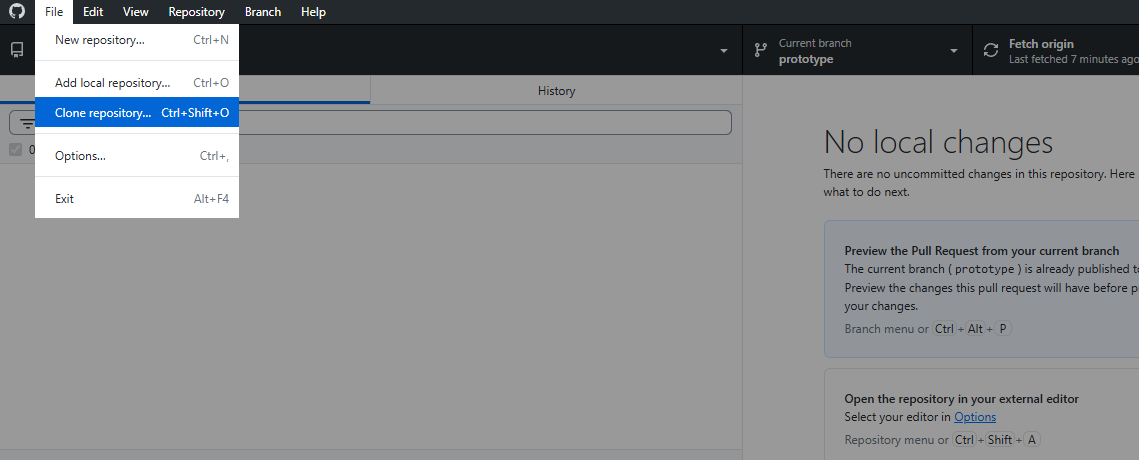 File Edit View Repository Branch Help
New repository... Ctrl+N
Add local repository... Ctrl+O
Clone repository... Ctrl+Shift+O
Options... Ctrl+,
Exit Alt+F4
Current branch
prototype
Fetch origin
Last fetched 7 minutes ago
History
0
No local changes
There are no uncommitted changes in this repository. Here
what to do next.
Preview the Pull Request from your current branch
The current branch ( prototype ) is already published to
Preview the changes this pull request will have before p
your changes.
Branch menu or Ctrl + Alt + P
Open the repository in your external editor
Select your editor in Options
Repository menu or Ctrl + Shift + A